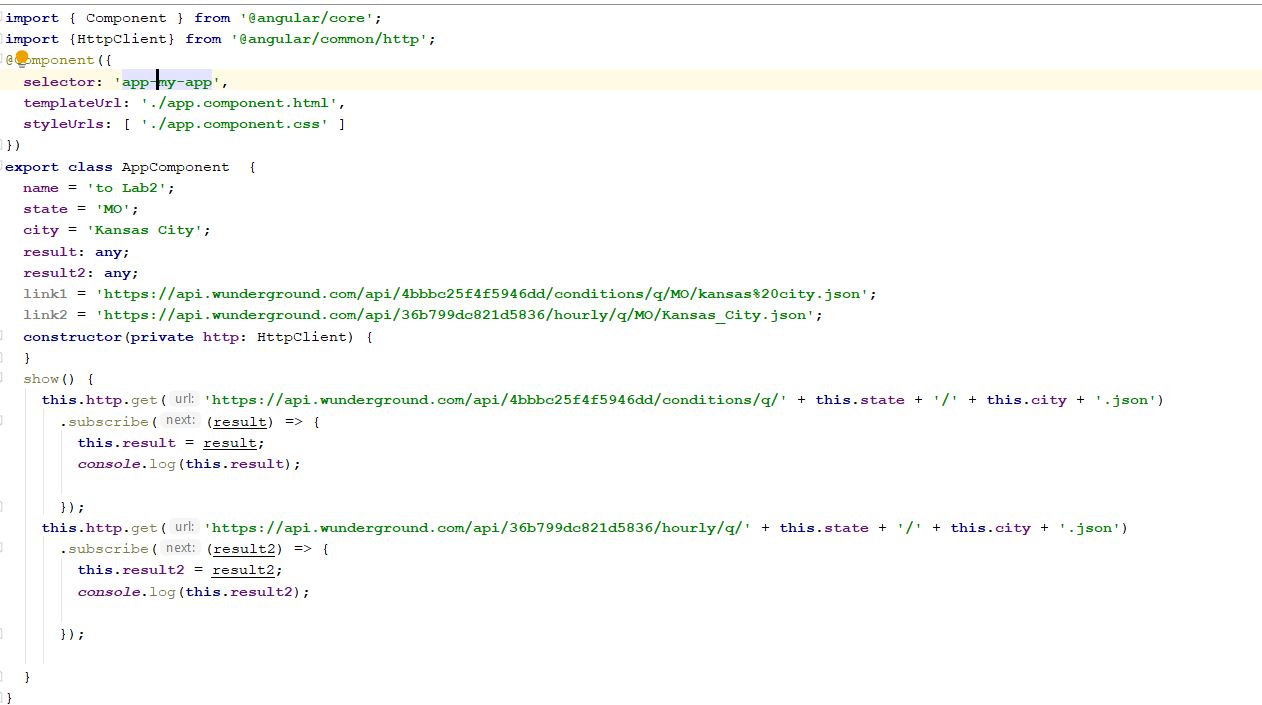 import { Component } from '@angular/core';
import {HttpClient} from '@angular/common/http';
@Component({
  selector: 'app-my-app',
  templateUrl: './app.component.html',
  styleUrls: [ './app.component.css' ]
})
export class AppComponent  {
  name = 'to Lab2';
  state = 'MO';
  city = 'Kansas City';
  result: any;
  result2: any;
  link1 = 'https://api.wunderground.com/api/4bbbc25f4f5946dd/conditions/q/MO/kansas%20city.json';
  link2 = 'https://api.wunderground.com/api/36b799dc821d5836/hourly/q/MO/Kansas_City.json';
  constructor(private http: HttpClient) {
  }
  show() {
    this.http.get( url: 'https://api.wunderground.com/api/4bbbc25f4f5946dd/conditions/q/' + this.state + '/' + this.city + '.json')
      .subscribe( next: (result) => {
        this.result = result;
        console.log(this.result);
      });
    this.http.get( url: 'https://api.wunderground.com/api/36b799dc821d5836/hourly/q/' + this.state + '/' + this.city + '.json')
      .subscribe( next: (result2) => {
        this.result2 = result2;
        console.log(this.result2);
      });
  }
}